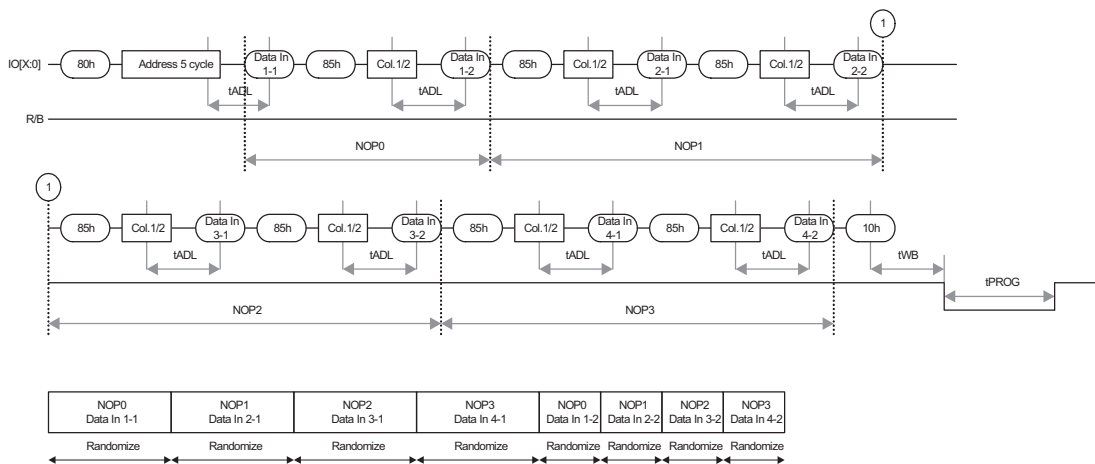 1
IO[X:0] 80h Address 5 cycle Data In 1-1 85h Col.1/2 Data In 1-2 85h Col.1/2 Data In 2-1 85h Col.1/2 Data In 2-2
tADL tADL tADL tADL
R/B
NOP0 NOP1
1
85h Col.1/2 Data In 3-1 85h Col.1/2 Data In 3-2 85h Col.1/2 Data In 4-1 85h Col.1/2 Data In 4-2 10h
tADL tADL tADL tADL tWB
tPROG
NOP2 NOP3
NOP0 NOP1 NOP2 NOP3 NOP0 NOP1 NOP2 NOP3
Data In 1-1 Data In 2-1 Data In 3-1 Data In 4-1 Data In 1-2 Data In 2-2 Data In 3-2 Data In 4-2
Randomize Randomize Randomize Randomize Randomize Randomize Randomize Randomize